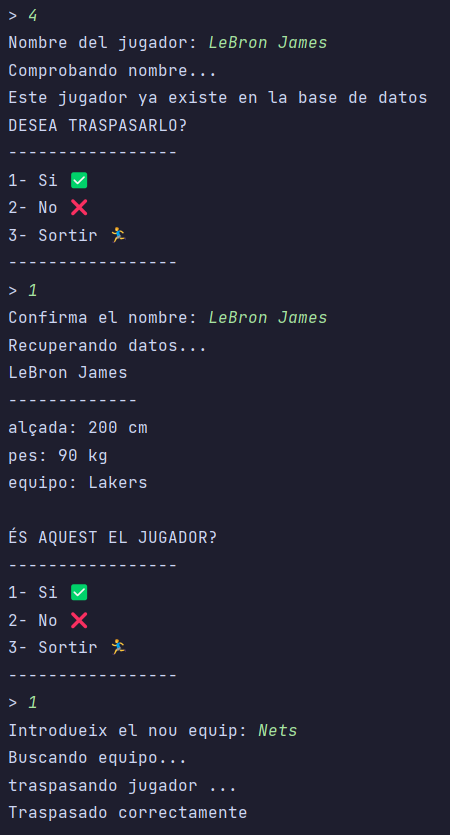 > 4
Nombre del jugador: LeBron James
Comprobando nombre...
Este jugador ya existe en la base de datos
DESEA TRASPASARLO?
-----------------
1- Si ✅
2- No ❌
3- Sortir 🏃
-----------------
> 1
Confirma el nombre: LeBron James
Recuperando datos...
LeBron James
-------------
alçada: 200 cm
pes: 90 kg
equipo: Lakers

ÉS AQUEST EL JUGADOR?
-----------------
1- Si ✅
2- No ❌
3- Sortir 🏃
-----------------
> 1
Introdueix el nou equip: Nets
Buscando equipo...
traspasando jugador ...
Traspasado correctamente